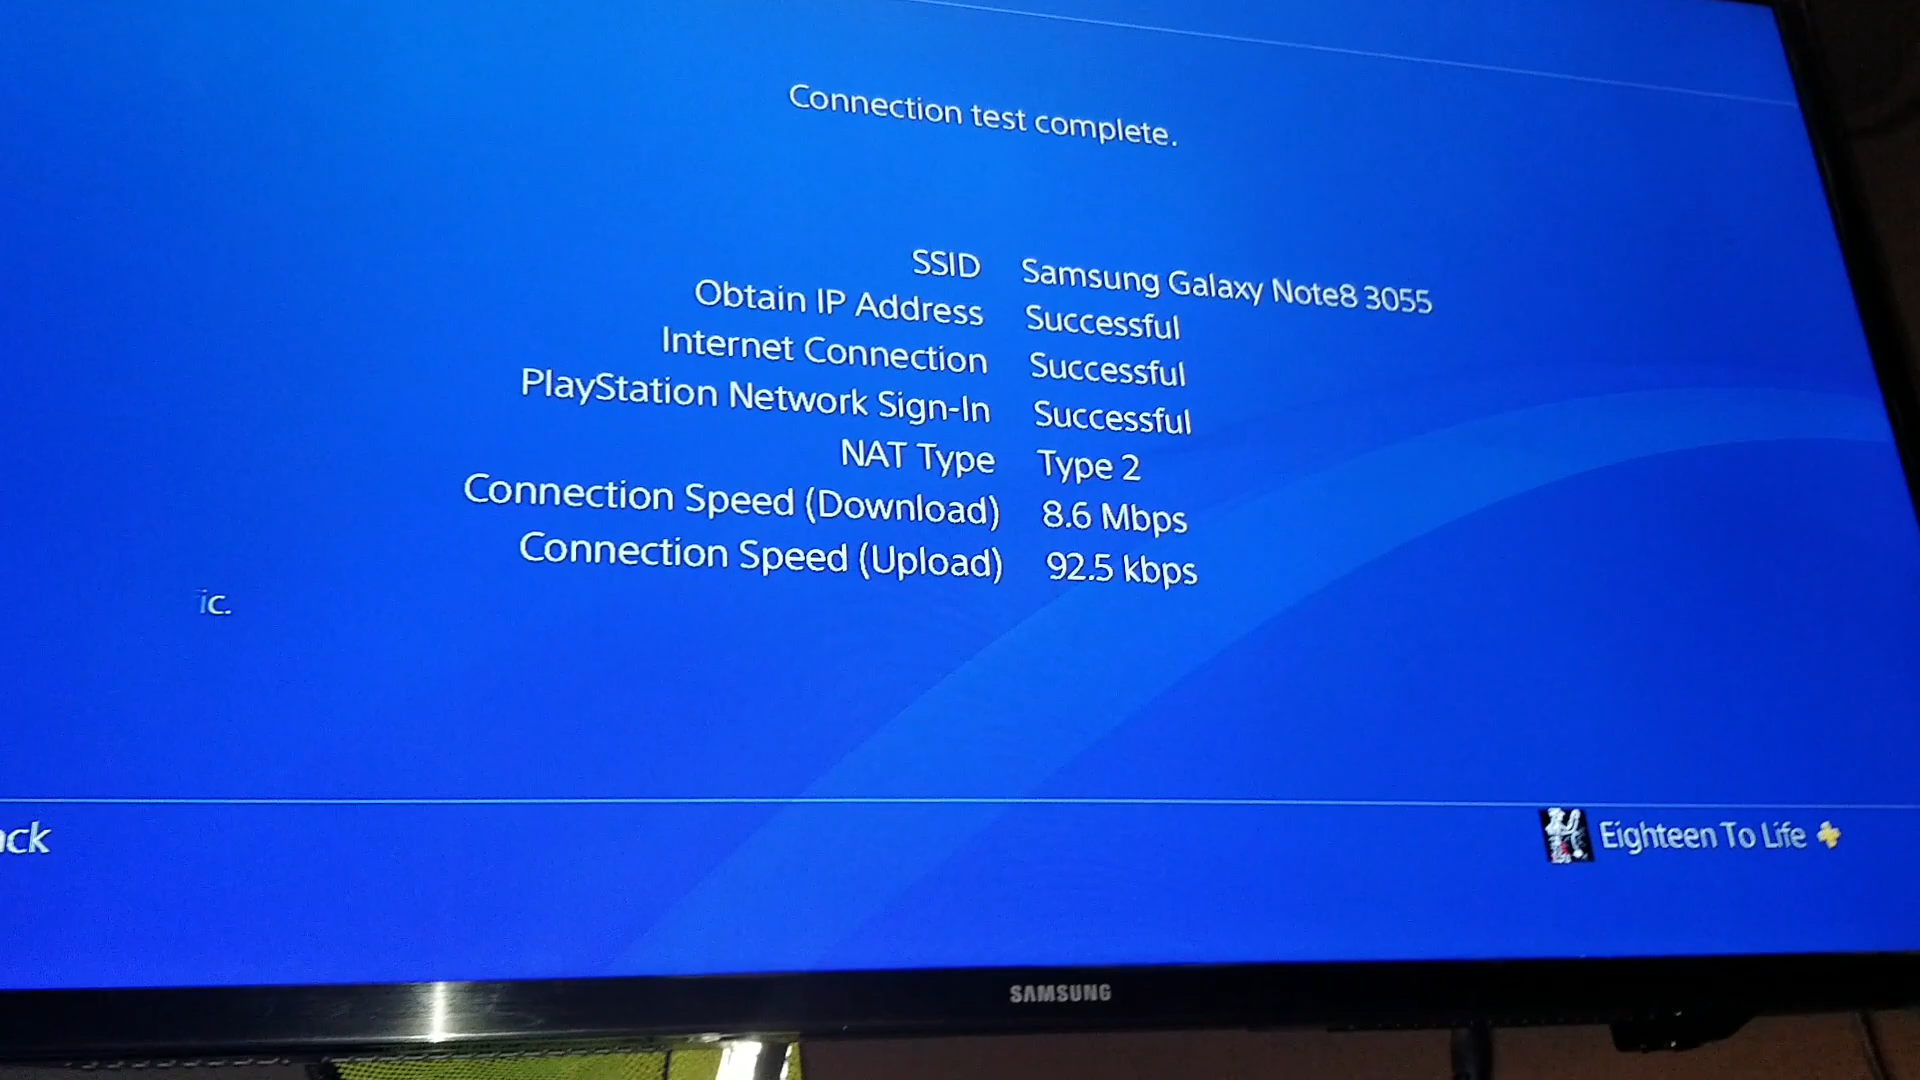 Connection test complete.
SSID Samsung Galaxy Note8 3055
Obtain IP Address Successful
Internet Connection Successful
PlayStation Network Sign-In Successful
NAT Type Type 2
Connection Speed (Download) 8.6 Mbps
Connection Speed (Upload) 92.5 kbps
ic.
ck
Eighteen To Life
SAMSUNG